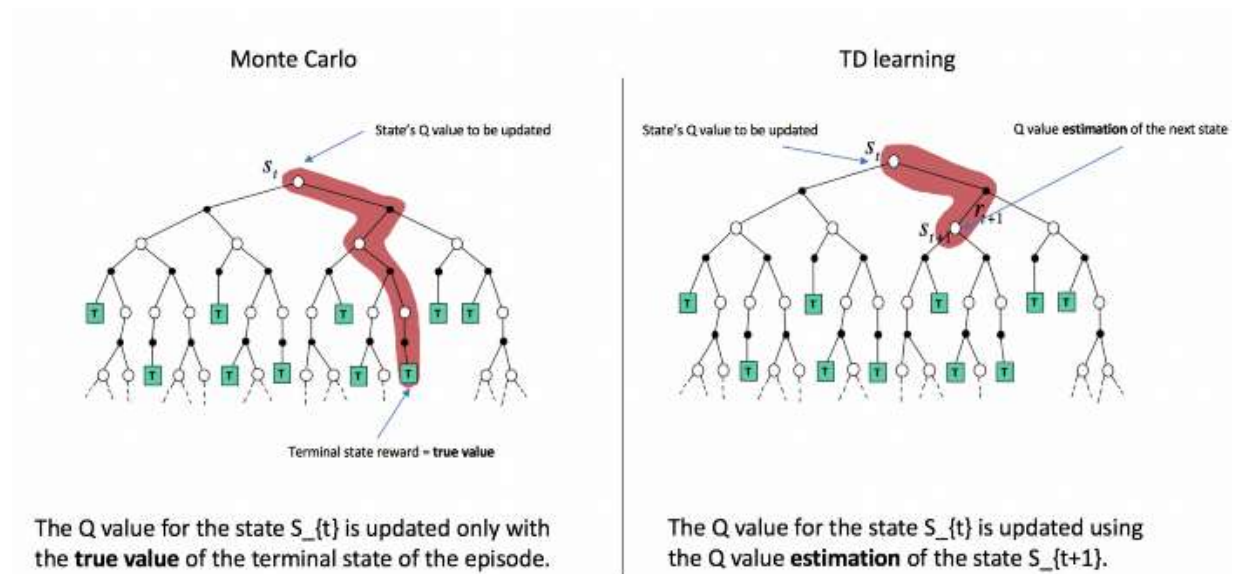 Monte Carlo
State's Q value to be updated
S_t
T
T
T
T
T
T
T
T
T
T
Terminal state reward = true value
The Q value for the state S_{t} is updated only with
the true value of the terminal state of the episode.
TD learning
State's Q value to be updated
Q value estimation of the next state
S_t
r_{t+1}
S_{t+1}
T
T
T
T
T
T
T
T
T
T
The Q value for the state S_{t} is updated using
the Q value estimation of the state S_{t+1}.